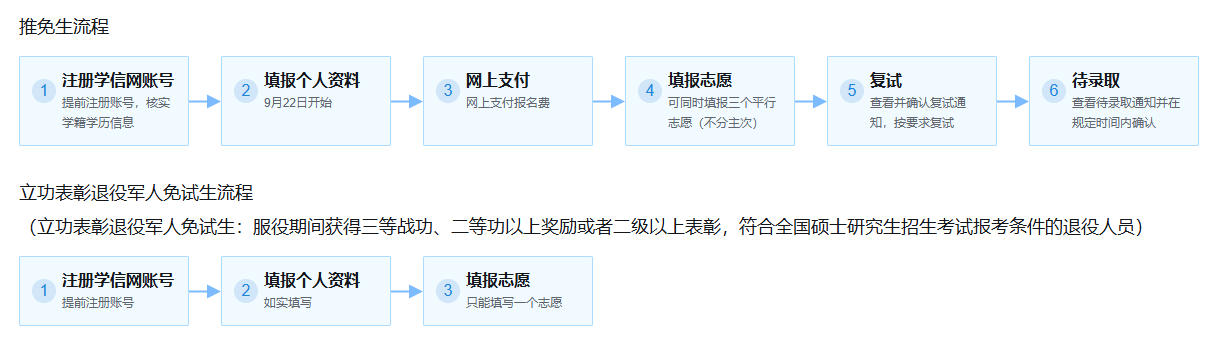 推免生流程
1 注册学信网账号
提前注册账号，核实
学籍学历信息
2 填报个人资料
9月22日开始
3 网上支付
网上支付报名费
4 填报志愿
可同时填报三个平行
志愿（不分主次）
5 复试
查看并确认复试通
知，按要求复试
6 待录取
查看待录取通知并在
规定时间内确认
立功表彰退役军人免试生流程
（立功表彰退役军人免试生：服役期间获得三等战功、二等功以上奖励或者二级以上表彰，符合全国硕士研究生招生考试报考条件的退役人员）
1 注册学信网账号
提前注册账号
2 填报个人资料
如实填写
3 填报志愿
只能填写一个志愿